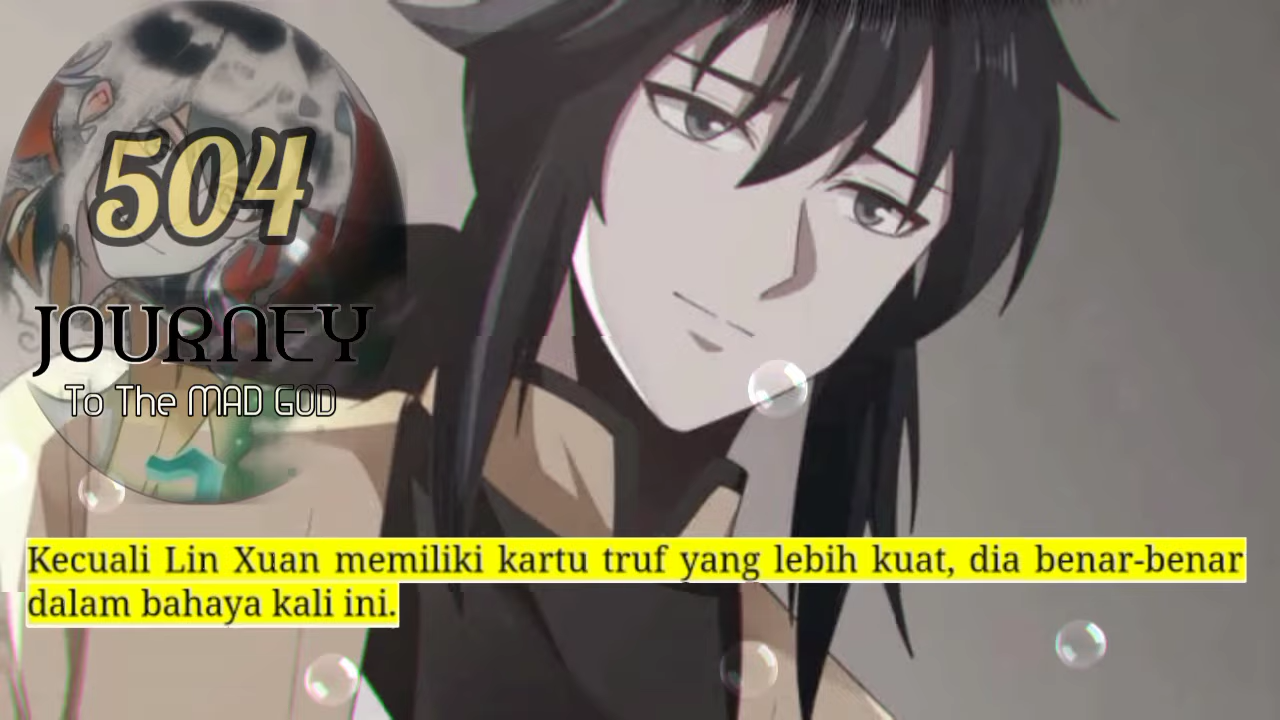 504
JOURNEY
To The MAD GOD
Kecuali Lin Xuan memiliki kartu truf yang lebih kuat, dia benar-benar
dalam bahaya kali ini.